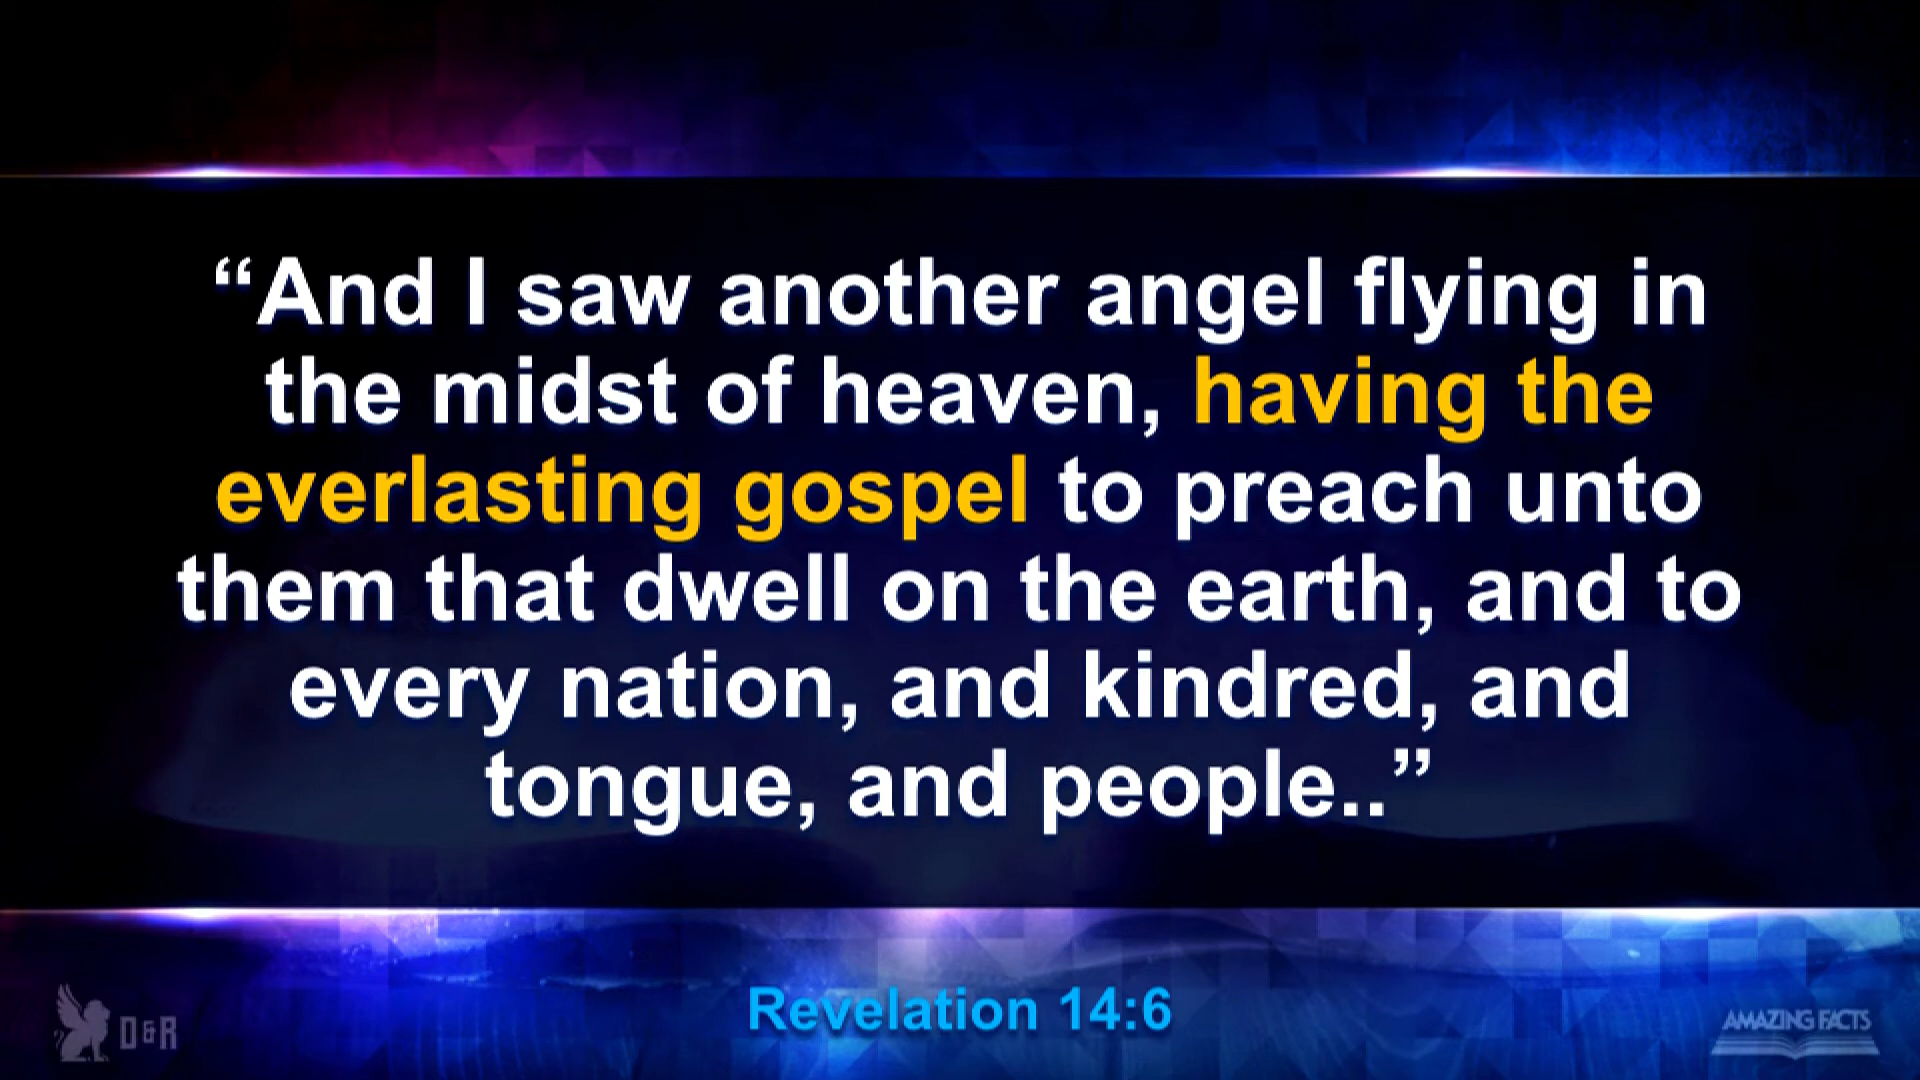 “And I saw another angel flying in
the midst of heaven, having the
everlasting gospel to preach unto
them that dwell on the earth, and to
every nation, and kindred, and
tongue, and people..”
Revelation 14:6
D&R
AMAZING FACTS